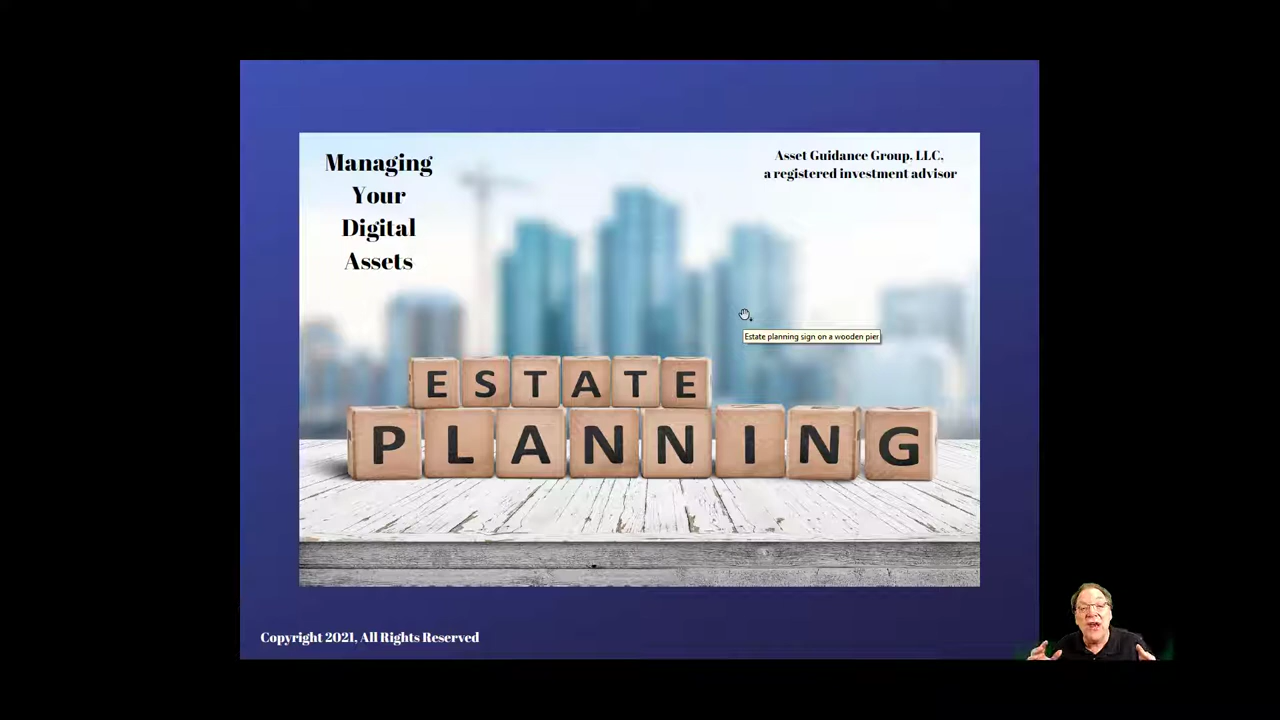 Managing
Your
Digital
Assets
Asset Guidance Group, LLC,
a registered investment advisor
Estate planning sign on a wooden pier
ESTATE
PLANNING
Copyright 2021, All Rights Reserved